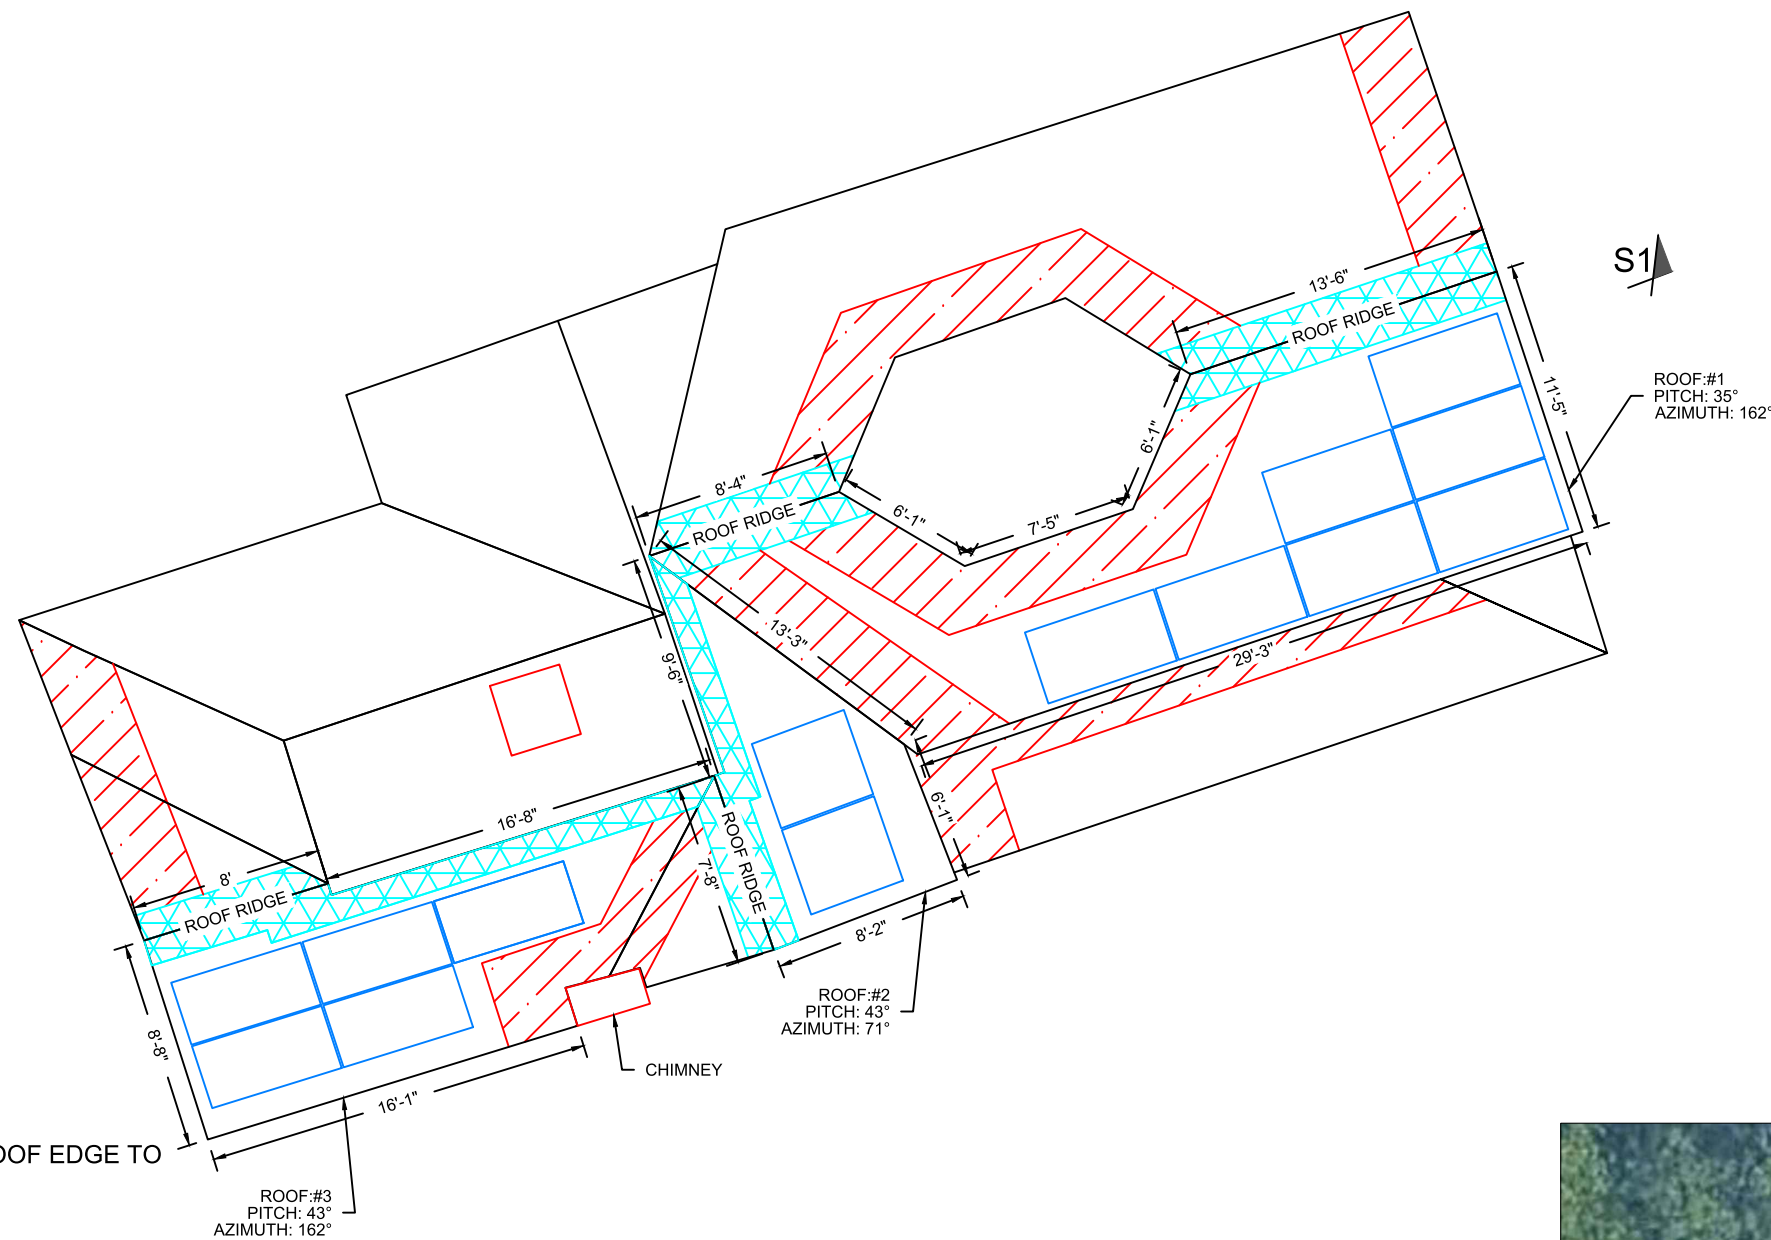 S1
13'-6"
ROOF RIDGE
11'-5"
ROOF:#1
PITCH: 35°
AZIMUTH: 162°
6'-1"
8'-4"
ROOF RIDGE
6'-1"
7'-5"
13'-3"
29'-3"
9'-6"
16'-8"
6'-1"
ROOF RIDGE
7'-8"
8'
ROOF RIDGE
8'-2"
ROOF:#2
PITCH: 43°
AZIMUTH: 71°
8'-8"
CHIMNEY
16'-1"
OOF EDGE TO
ROOF:#3
PITCH: 43°
AZIMUTH: 162°